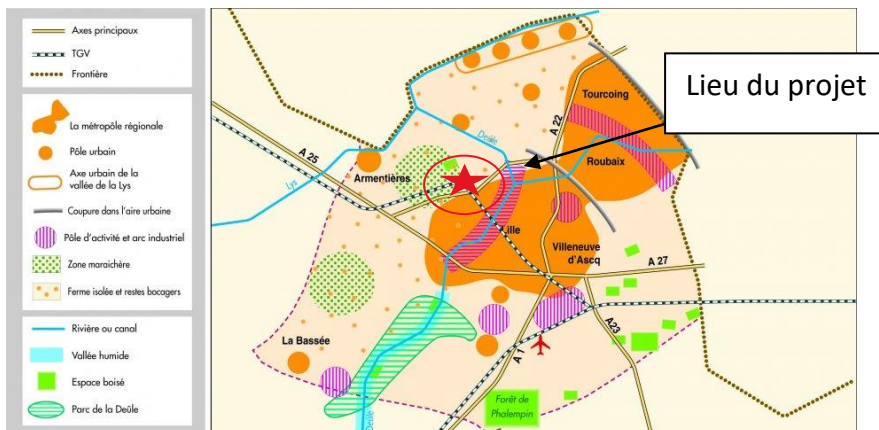 Axes principaux
TGV
Frontière
La métropôle régionale
Pôle urbain
Axe urbain de la
vallée de la Lys
Coupure dans l'aire urbaine
Pôle d'activité et arc industriel
Zone maraichère
Ferme isolée et restes bocagers
Rivière ou canal
Vallée humide
Espace boisé
Parc de la Deûle
Lieu du projet
Tourcoing
A 22
Deûle
Roubaix
A 25
Lys
Armentières
Lille
Villeneuve
d'Ascq
A 27
La Bassée
A 1
A23
Forêt de
Phalempin
Deûle